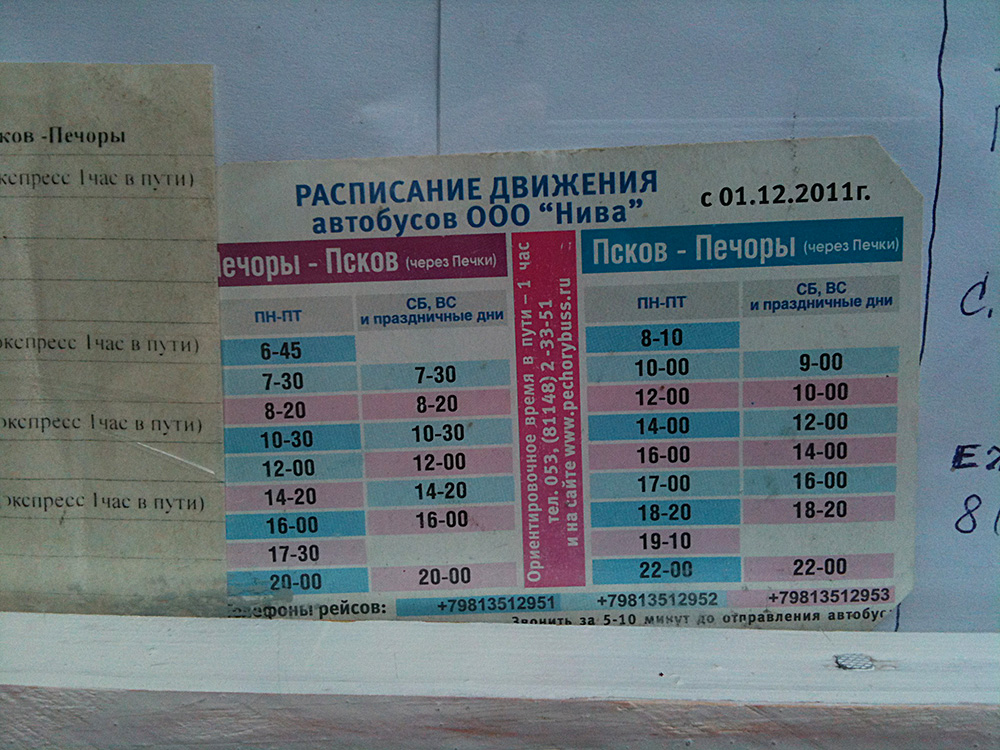 ков -Печоры
кспресс 1час в пути)
экспресс 1час в пути)
экспресс 1час в пути)
экспресс 1час в пути)
РАСПИСАНИЕ ДВИЖЕНИЯ
автобусов ООО “Нива”
с 01.12.2011г.
ечоры - Псков (через Печки)
ПН-ПТ СБ, ВС
и праздничные дни
6-45
7-30 7-30
8-20 8-20
10-30 10-30
12-00 12-00
14-20 14-20
16-00 16-00
17-30
20-00 20-00
Ориентировочное время в пути – 1 час
тел. 053, (81148) 2 -33-51
и на сайте www.pechorybuss.ru
Псков - Печоры (через Печки)
ПН-ПТ СБ, ВС
и праздничные дни
8-10
10-00 9-00
12-00 10-00
14-00 12-00
16-00 14-00
17-00 16-00
18-20 18-20
19-10
22-00 22-00
елефоны рейсов: +79813512951 +79813512952 +79813512953
Звонить за 5-10 минут до отправления автобус
С.
ЕЖ
8(